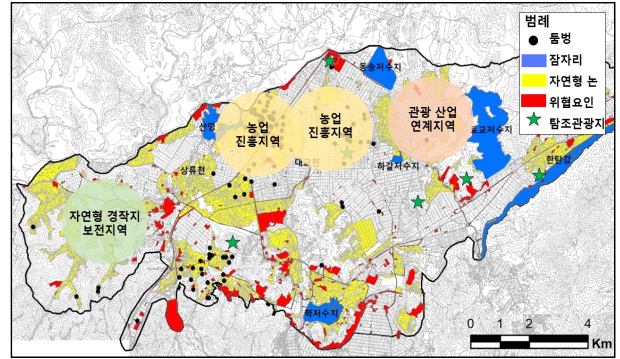 범례
둠벙
잠자리
자연형 논
위협요인
탐조관광지
동송저수지
산명
농업
진흥지역
농업
진흥지역
관광 산업
연계지역
토교저수지
상류천
하갈저수지
한탄강
자연형 경작지
보전지역
학저수지
0 1 2 4
Km